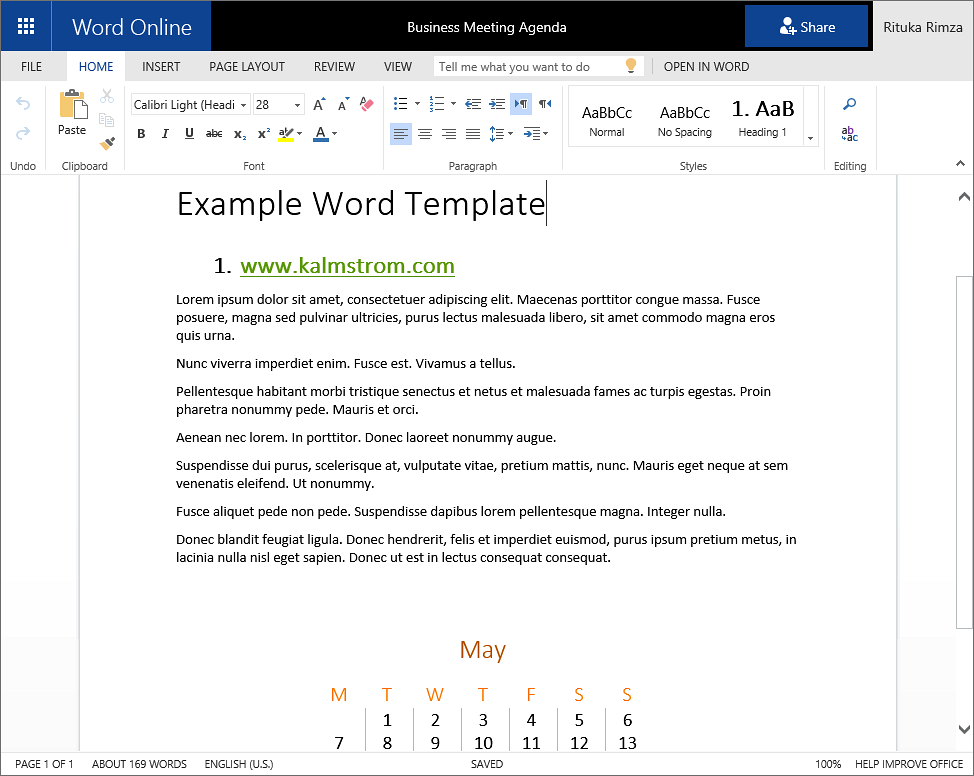 Word Online
Business Meeting Agenda
Share
Rituka Rimza
FILE HOME INSERT PAGE LAYOUT REVIEW VIEW Tell me what you want to do OPEN IN WORD
Calibri Light (Headi 28
Paste
B I U abc x₂ x² ab A
AaBbCc AaBbCc 1. AaB
Normal No Spacing Heading 1
ab
ac
Undo Clipboard Font Paragraph Styles Editing
Example Word Template
1. www.kalmstrom.com
Lorem ipsum dolor sit amet, consectetuer adipiscing elit. Maecenas porttitor congue massa. Fusce
posuere, magna sed pulvinar ultricies, purus lectus malesuada libero, sit amet commodo magna eros
quis urna.
Nunc viverra imperdiet enim. Fusce est. Vivamus a tellus.
Pellentesque habitant morbi tristique senectus et netus et malesuada fames ac turpis egestas. Proin
pharetra nonummy pede. Mauris et orci.
Aenean nec lorem. In porttitor. Donec laoreet nonummy augue.
Suspendisse dui purus, scelerisque at, vulputate vitae, pretium mattis, nunc. Mauris eget neque at sem
venenatis eleifend. Ut nonummy.
Fusce aliquet pede non pede. Suspendisse dapibus lorem pellentesque magna. Integer nulla.
Donec blandit feugiat ligula. Donec hendrerit, felis et imperdiet euismod, purus ipsum pretium metus, in
lacinia nulla nisl eget sapien. Donec ut est in lectus consequat consequat.
May
M T W T F S S
1 2 3 4 5 6
7 8 9 10 11 12 13
PAGE 1 OF 1 ABOUT 169 WORDS ENGLISH (U.S.) SAVED 100% HELP IMPROVE OFFICE